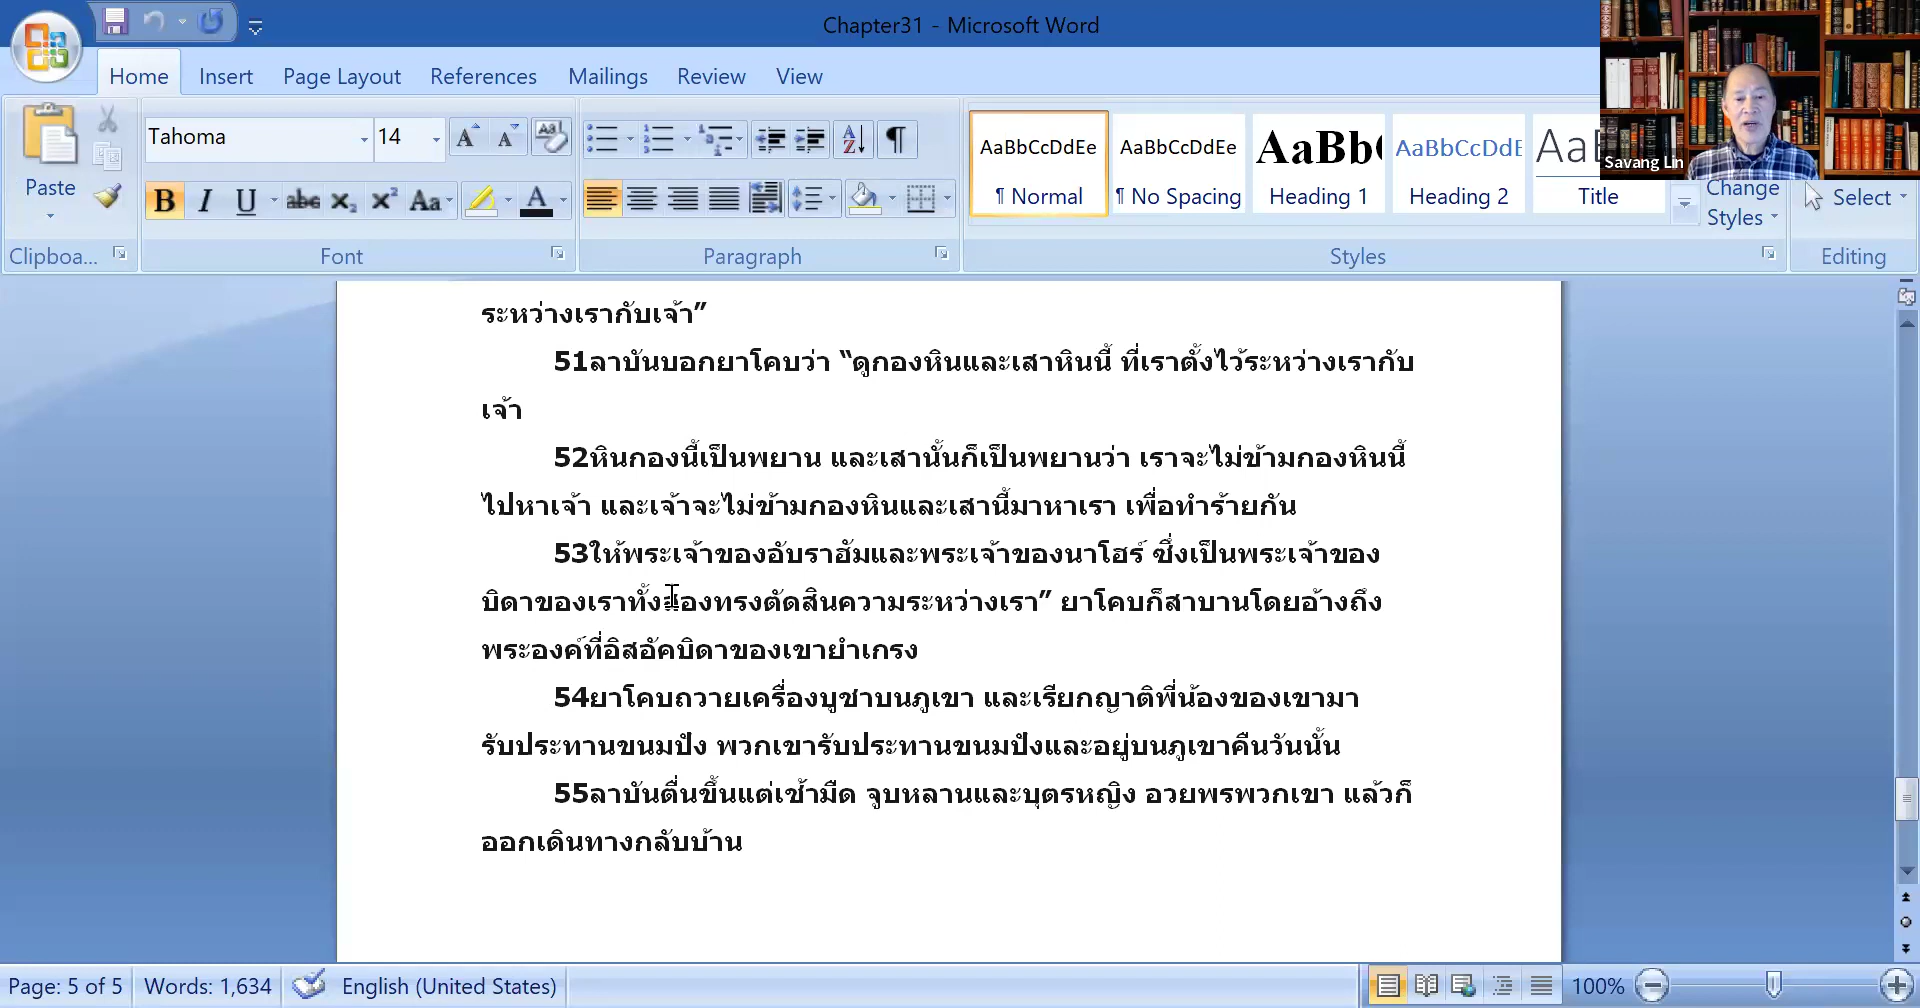 Chapter31 - Microsoft Word
Home Insert Page Layout References Mailings Review View
Tahoma 14
Paste
AaBbCcDdEe AaBbCcDdEe AaBbC AaBbCcDdE AaB
¶ Normal ¶ No Spacing Heading 1 Heading 2 Title
Change Styles
Select
Savang Lin
Clipboa... Font Paragraph Styles Editing
ระหว่างเรากับเจ้า”
51ลาบันบอกยาโคบว่า “ดูกองหินและเสาหินนี้ ที่เราตั้งไว้ระหว่างเรากับ
เจ้า
52หินกองนี้เป็นพยาน และเสานั้นก็เป็นพยานว่า เราจะไม่ข้ามกองหินนี้
ไปหาเจ้า และเจ้าจะไม่ข้ามกองหินและเสานี้มาหาเรา เพื่อทำร้ายกัน
53ให้พระเจ้าของอับราฮัมและพระเจ้าของนาโฮร์ ซึ่งเป็นพระเจ้าของ
บิดาของเราทั้งสองทรงตัดสินความระหว่างเรา” ยาโคบก็สาบานโดยอ้างถึง
พระองค์ที่อิสอัคบิดาของเขายำเกรง
54ยาโคบถวายเครื่องบูชาบนภูเขา และเรียกญาติพี่น้องของเขามา
รับประทานขนมปัง พวกเขารับประทานขนมปังและอยู่บนภูเขาคืนวันนั้น
55ลาบันตื่นขึ้นแต่เช้ามืด จูบหลานและบุตรหญิง อวยพรพวกเขา แล้วก็
ออกเดินทางกลับบ้าน
Page: 5 of 5 Words: 1,634 English (United States) 100%